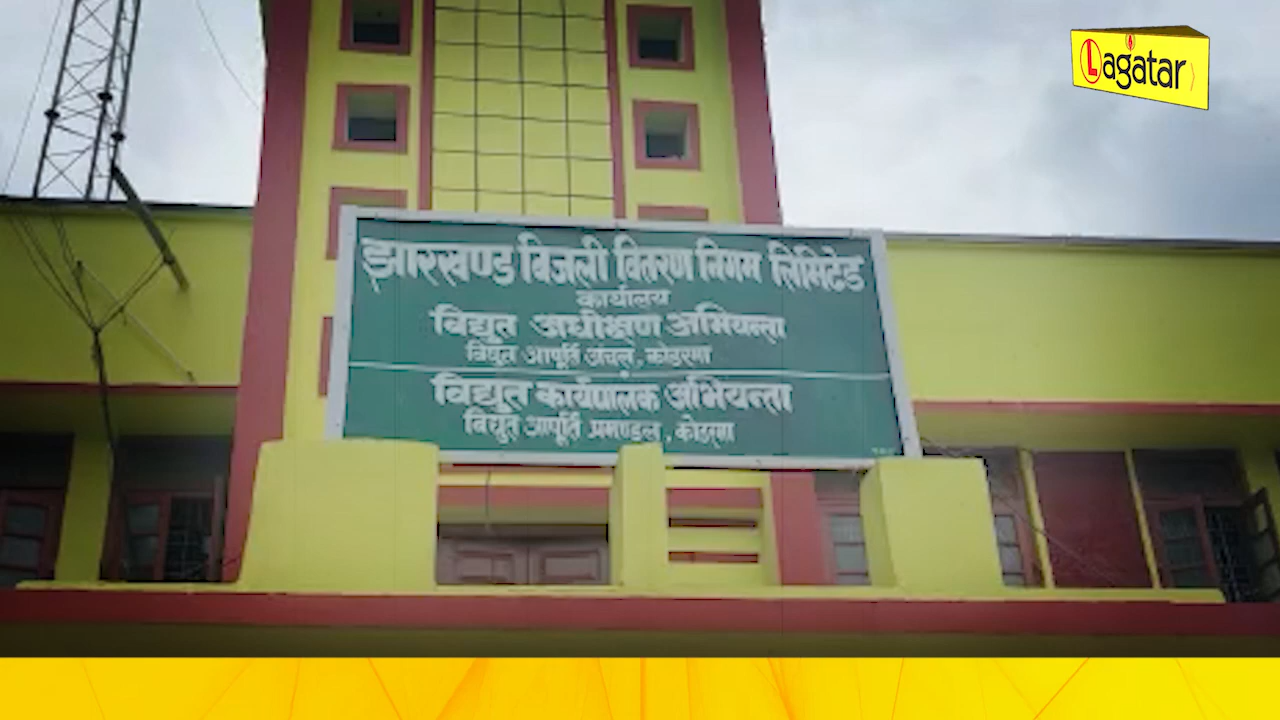 Lagatar
झारखण्ड बिजली वितरण निगम लिमिटेड
कार्यालय
विद्युत अधीक्षण अभियन्ता
विद्युत आपूर्ति अंचल, कोडरमा
विद्युत कार्यपालक अभियन्ता
विद्युत आपूर्ति प्रमण्डल, कोडरमा